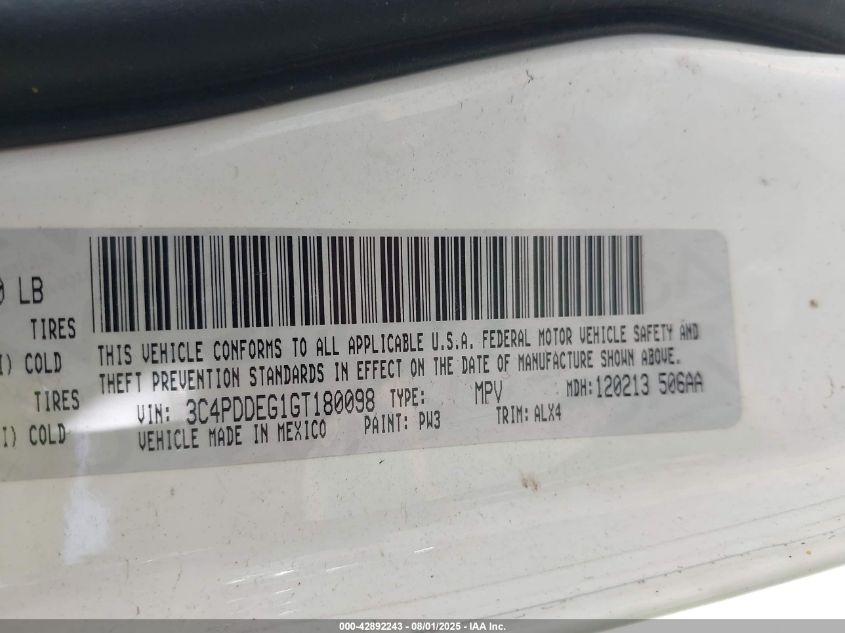 0 LB
TIRES
I) COLD
TIRES
I) COLD
THIS VEHICLE CONFORMS TO ALL APPLICABLE U.S.A. FEDERAL MOTOR VEHICLE SAFETY AND
THEFT PREVENTION STANDARDS IN EFFECT ON THE DATE OF MANUFACTURE SHOWN ABOVE.
VIN: 3C4PDDEG1GT180098 TYPE: MPV MDH: 120213 506AA
VEHICLE MADE IN MEXICO PAINT: PW3 TRIM: ALX4
000-42892243 - 08/01/2025 - IAA Inc.